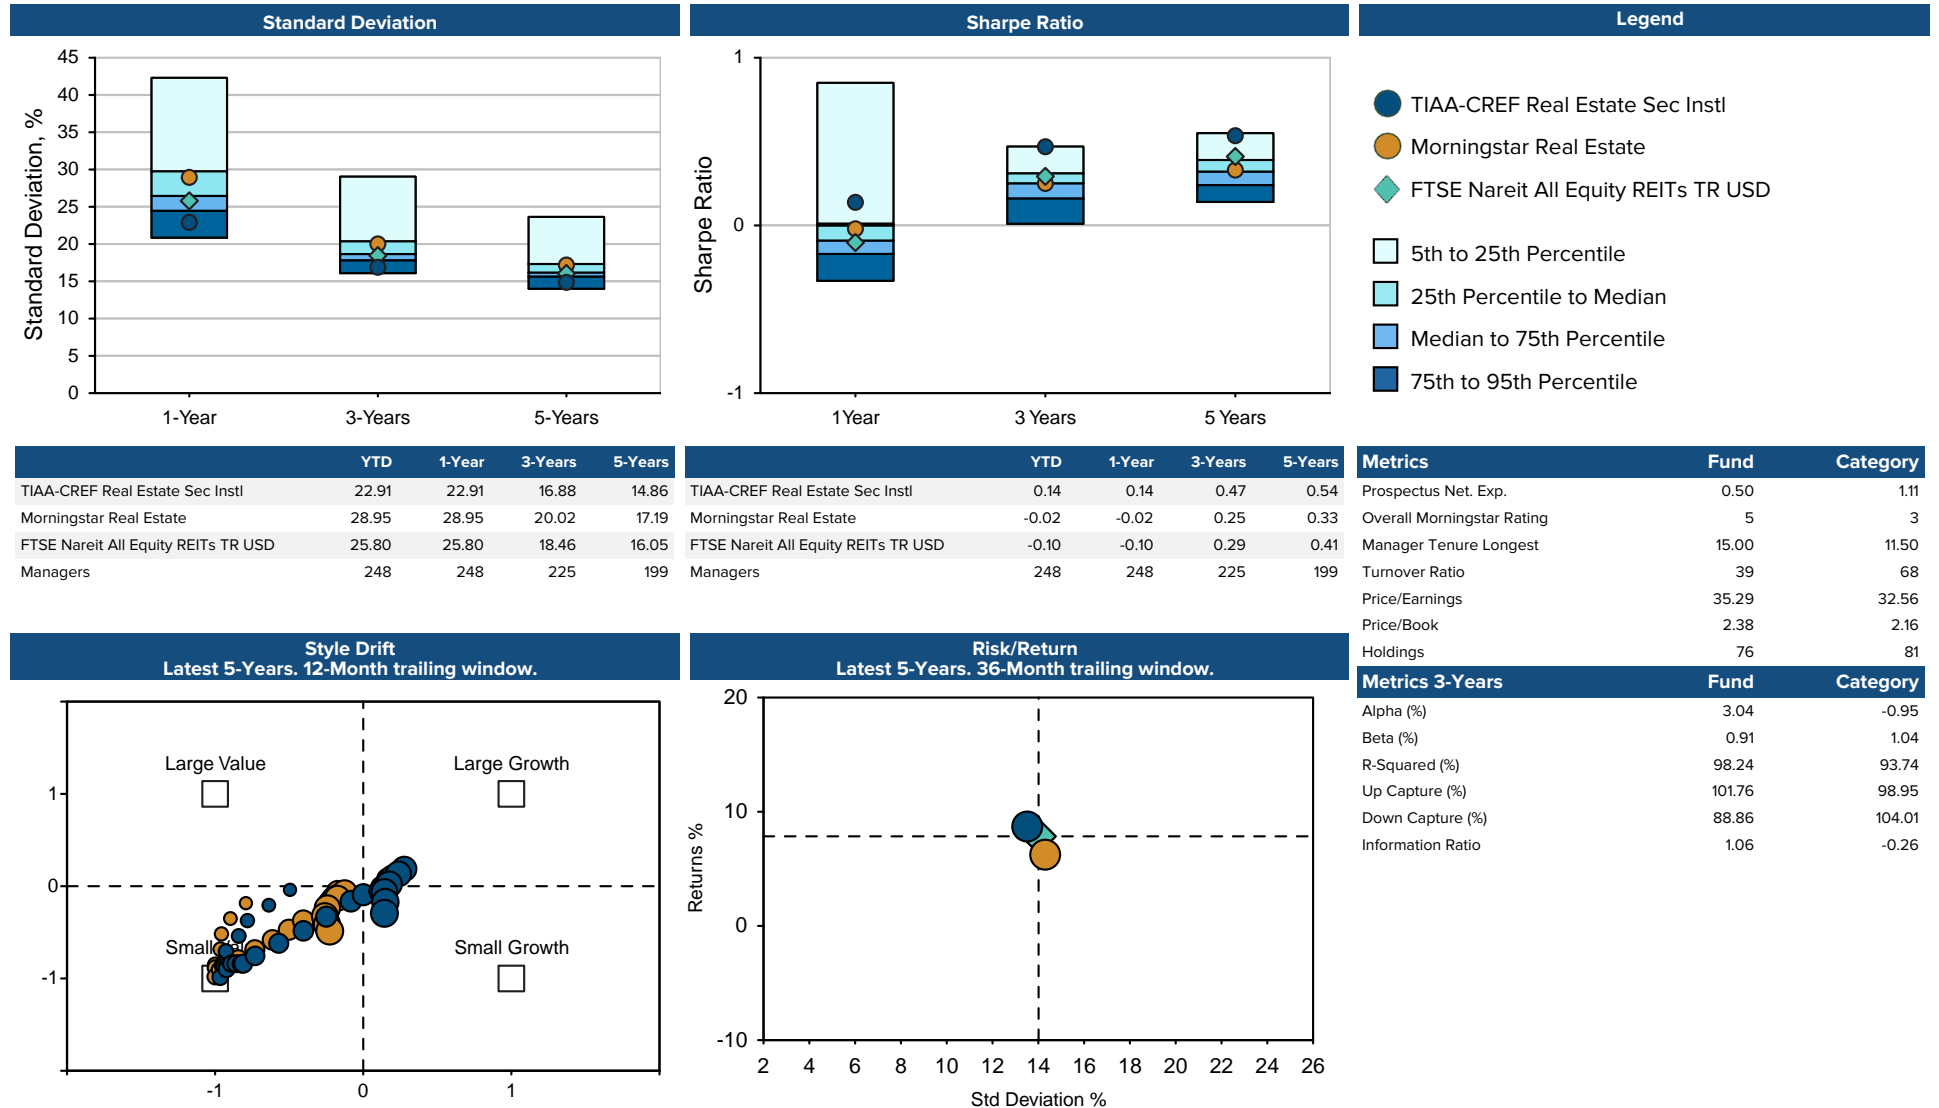 Standard Deviation
45
40
35
30
25
20
15
10
5
0
Standard Deviation, %
1-Year 3-Years 5-Years
Sharpe Ratio
1
0
-1
Sharpe Ratio
1Year 3 Years 5 Years
Legend
TIAA-CREF Real Estate Sec Instl
Morningstar Real Estate
FTSE Nareit All Equity REITs TR USD
5th to 25th Percentile
25th Percentile to Median
Median to 75th Percentile
75th to 95th Percentile
YTD 1-Year 3-Years 5-Years
TIAA-CREF Real Estate Sec Instl 22.91 22.91 16.88 14.86
Morningstar Real Estate 28.95 28.95 20.02 17.19
FTSE Nareit All Equity REITs TR USD 25.80 25.80 18.46 16.05
Managers 248 248 225 199
YTD 1-Year 3-Years 5-Years
TIAA-CREF Real Estate Sec Instl 0.14 0.14 0.47 0.54
Morningstar Real Estate -0.02 -0.02 0.25 0.33
FTSE Nareit All Equity REITs TR USD -0.10 -0.10 0.29 0.41
Managers 248 248 225 199
Metrics Fund Category
Prospectus Net. Exp. 0.50 1.11
Overall Morningstar Rating 5 3
Manager Tenure Longest 15.00 11.50
Turnover Ratio 39 68
Price/Earnings 35.29 32.56
Price/Book 2.38 2.16
Holdings 76 81
Metrics 3-Years Fund Category
Alpha (%) 3.04 -0.95
Beta (%) 0.91 1.04
R-Squared (%) 98.24 93.74
Up Capture (%) 101.76 98.95
Down Capture (%) 88.86 104.01
Information Ratio 1.06 -0.26
Style Drift
Latest 5-Years. 12-Month trailing window.
Large Value Large Growth
1
0
Small Growth
Small
-1
-1 0 1
Risk/Return
Latest 5-Years. 36-Month trailing window.
20
10
0
-10
Returns %
2 4 6 8 10 12 14 16 18 20 22 24 26
Std Deviation %